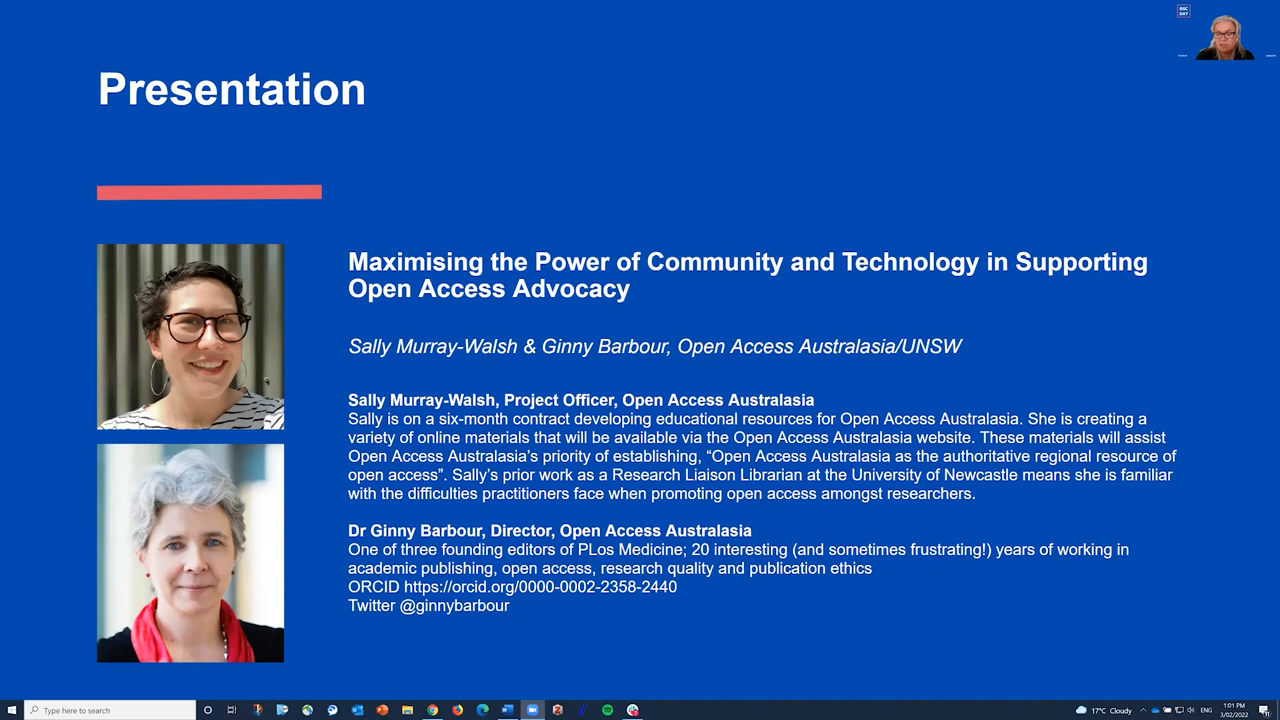 RSC
DAY
Presentation
Maximising the Power of Community and Technology in Supporting
Open Access Advocacy
Sally Murray-Walsh & Ginny Barbour, Open Access Australasia/UNSW
Sally Murray-Walsh, Project Officer, Open Access Australasia
Sally is on a six-month contract developing educational resources for Open Access Australasia. She is creating a
variety of online materials that will be available via the Open Access Australasia website. These materials will assist
Open Access Australasia’s priority of establishing, “Open Access Australasia as the authoritative regional resource of
open access”. Sally’s prior work as a Research Liaison Librarian at the University of Newcastle means she is familiar
with the difficulties practitioners face when promoting open access amongst researchers.
Dr Ginny Barbour, Director, Open Access Australasia
One of three founding editors of PLos Medicine; 20 interesting (and sometimes frustrating!) years of working in
academic publishing, open access, research quality and publication ethics
ORCID https://orcid.org/0000-0002-2358-2440
Twitter @ginnybarbour
Type here to search
17°C Cloudy
ENG
1:01 PM
3/02/2022